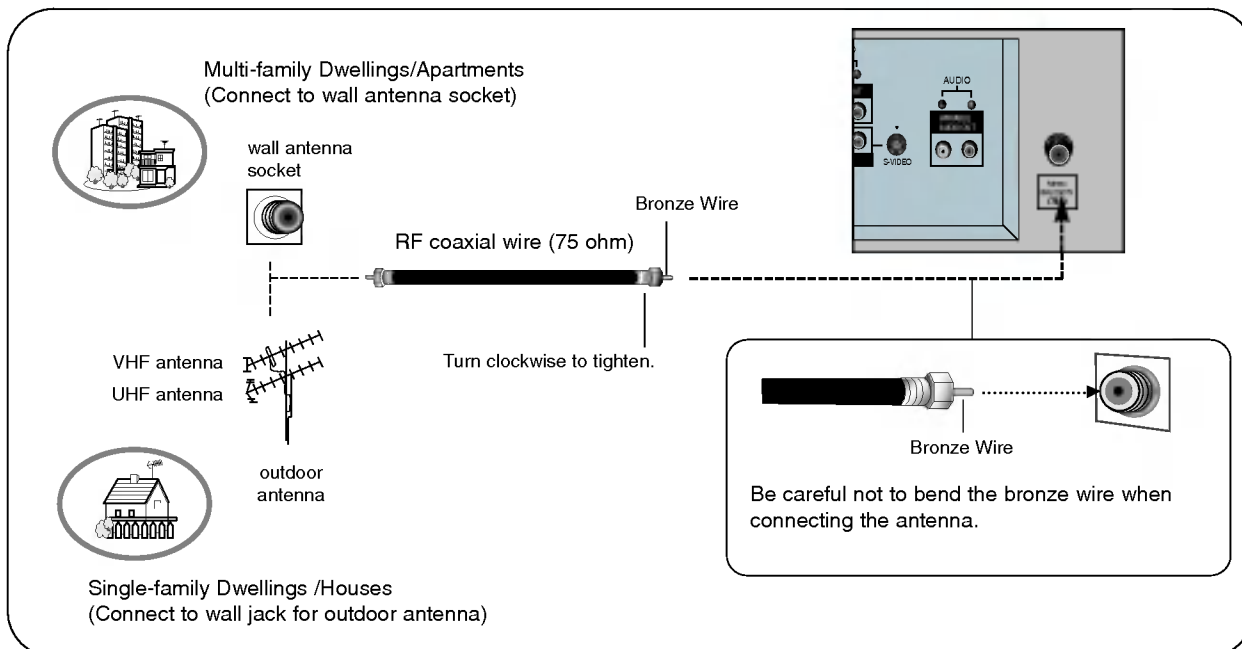 Multi-family Dwellings/Apartments
(Connect to wall antenna socket)
wall antenna
socket
AUDIO
S-VIDEO
Bronze Wire
RF coaxial wire (75 ohm)
VHF antenna
UHF antenna
Turn clockwise to tighten.
outdoor
antenna
Bronze Wire
Be careful not to bend the bronze wire when
connecting the antenna.
Single-family Dwellings /Houses
(Connect to wall jack for outdoor antenna)